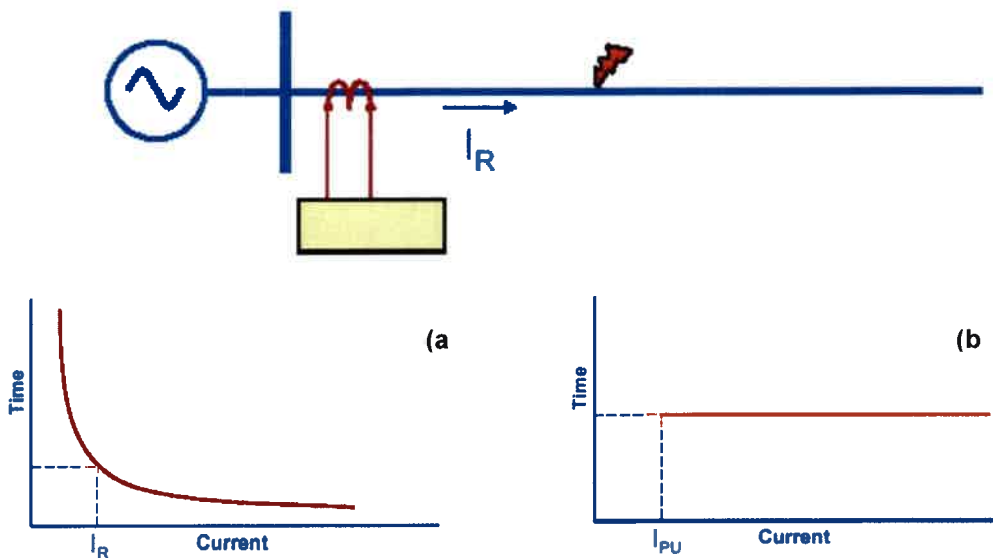 I_R
(a
Time
I_R
Current
(b
Time
I_PU
Current